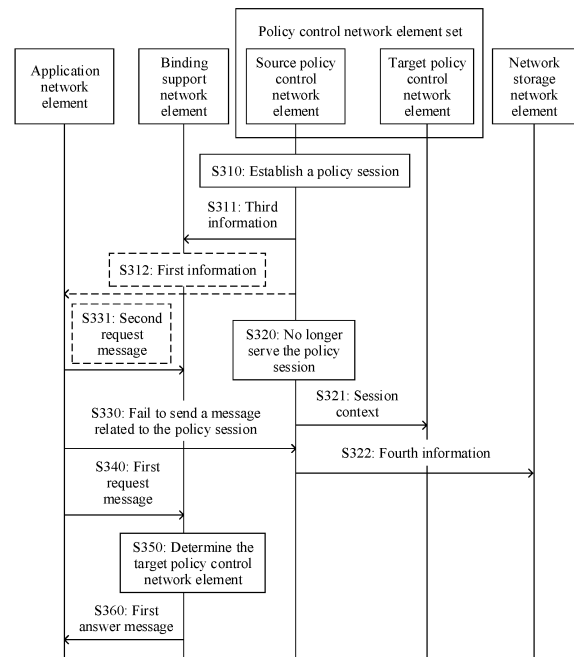 Policy control network element set
Application
network
element
Binding
support
network
element
Source policy
control
network
element
Target policy
control
network
element
Network
storage
network
element
S310: Establish a policy session
S311: Third
information
S312: First information
S331: Second
request
message
S320: No longer
serve the policy
session
S321: Session
context
S330: Fail to send a message
related to the policy session
S322: Fourth information
S340: First
request
message
S350: Determine the
target policy control
network element
S360: First
answer message